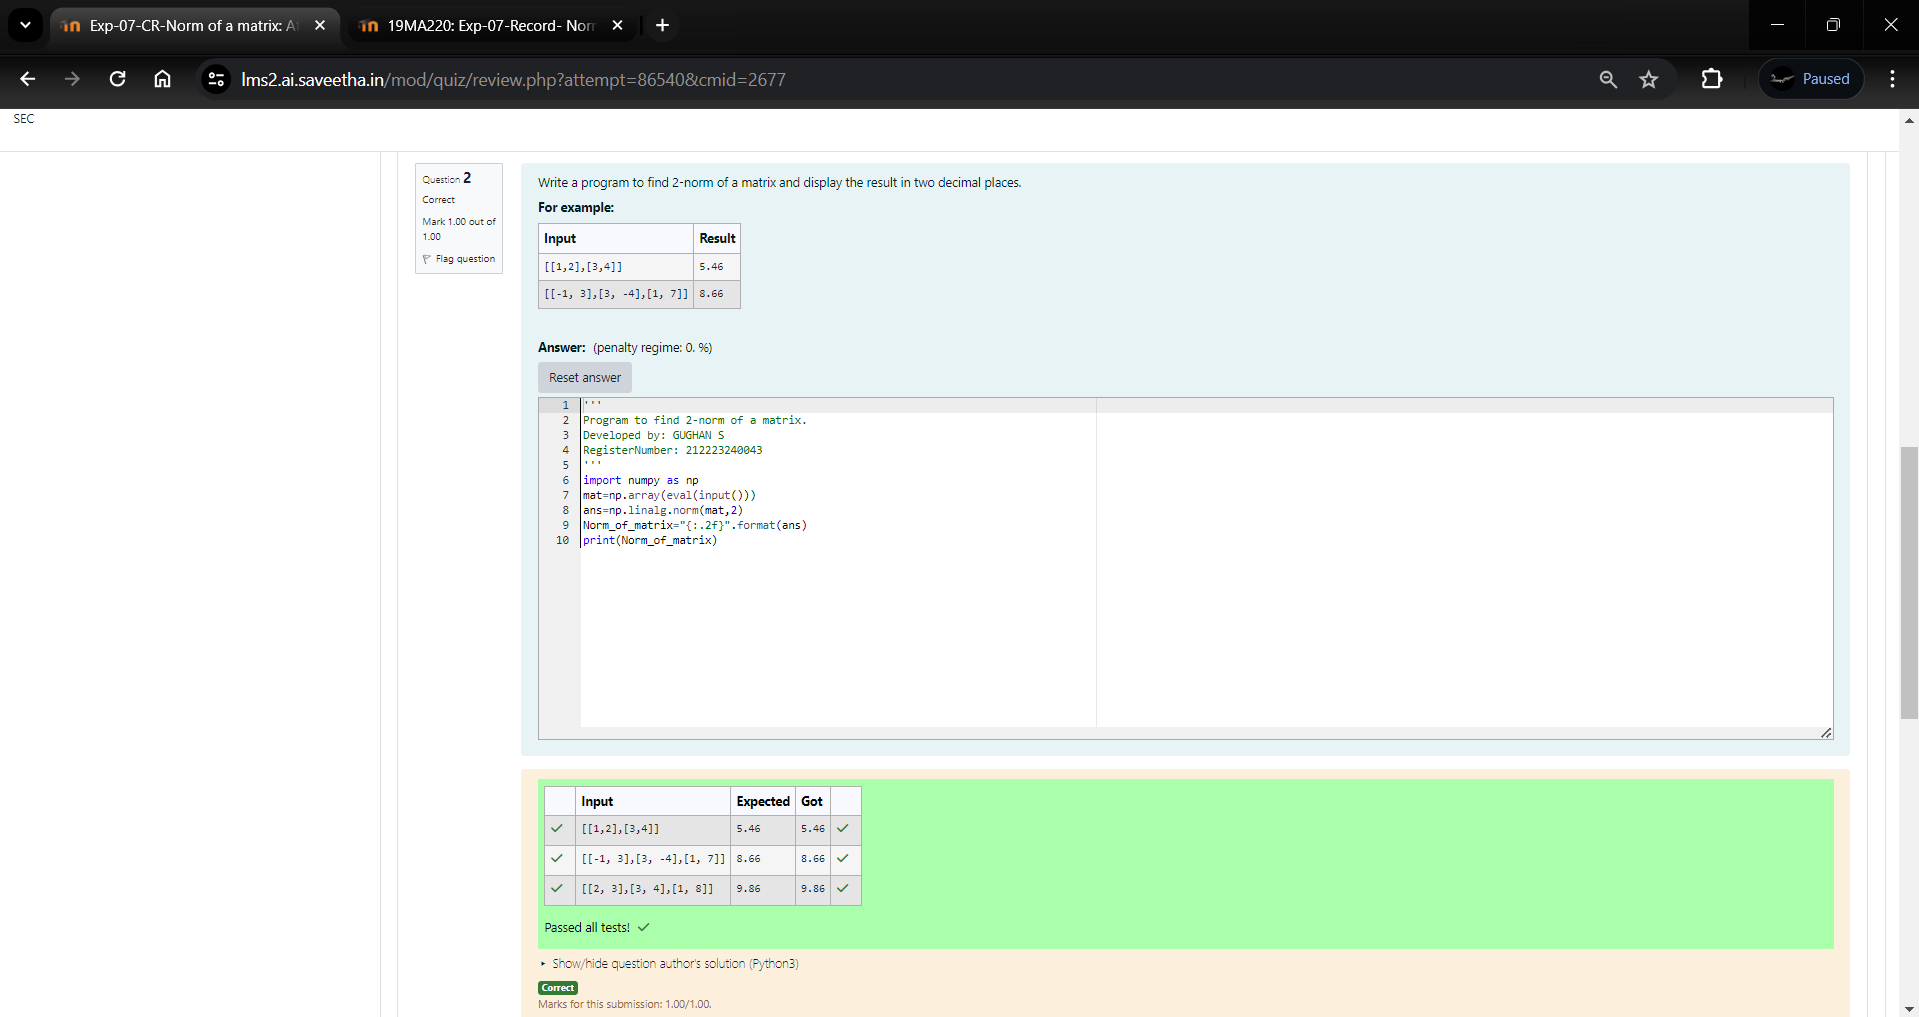 Exp-07-CR-Norm of a matrix: At
19MA220: Exp-07-Record- Norm
lms2.ai.saveetha.in/mod/quiz/review.php?attempt=86540&cmid=2677
Paused
SEC
Question 2
Correct
Mark 1.00 out of
1.00
Flag question
Write a program to find 2-norm of a matrix and display the result in two decimal places.
For example:
Input Result
[[1,2],[3,4]] 5.46
[[-1, 3],[3, -4],[1, 7]] 8.66
Answer: (penalty regime: 0. %)
Reset answer
1 '''
2 Program to find 2-norm of a matrix.
3 Developed by: GUGHAN S
4 RegisterNumber: 212223240043
5 '''
6 import numpy as np
7 mat=np.array(eval(input()))
8 ans=np.linalg.norm(mat,2)
9 Norm_of_matrix="{:.2f}".format(ans)
10 print(Norm_of_matrix)
Input Expected Got
[[1,2],[3,4]] 5.46 5.46
[[-1, 3],[3, -4],[1, 7]] 8.66 8.66
[[2, 3],[3, 4],[1, 8]] 9.86 9.86
Passed all tests!
Show/hide question author's solution (Python3)
Correct
Marks for this submission: 1.00/1.00.